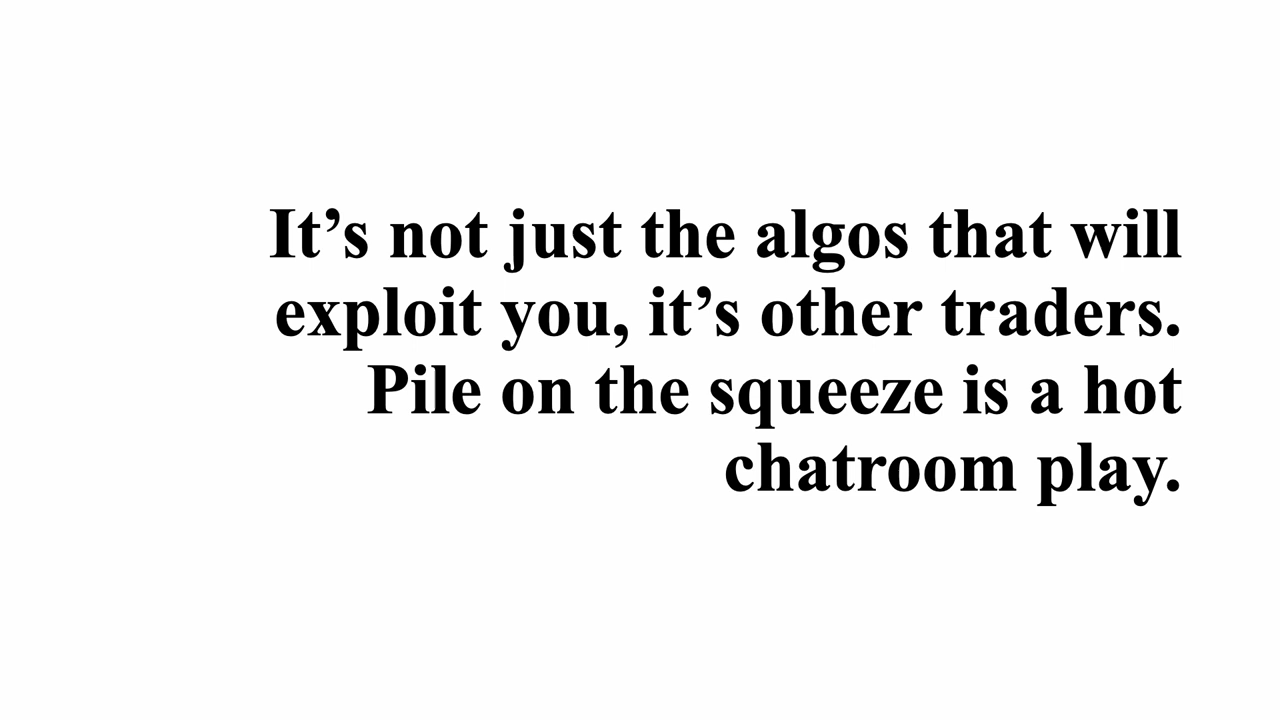 It’s not just the algos that will
exploit you, it’s other traders.
Pile on the squeeze is a hot
chatroom play.